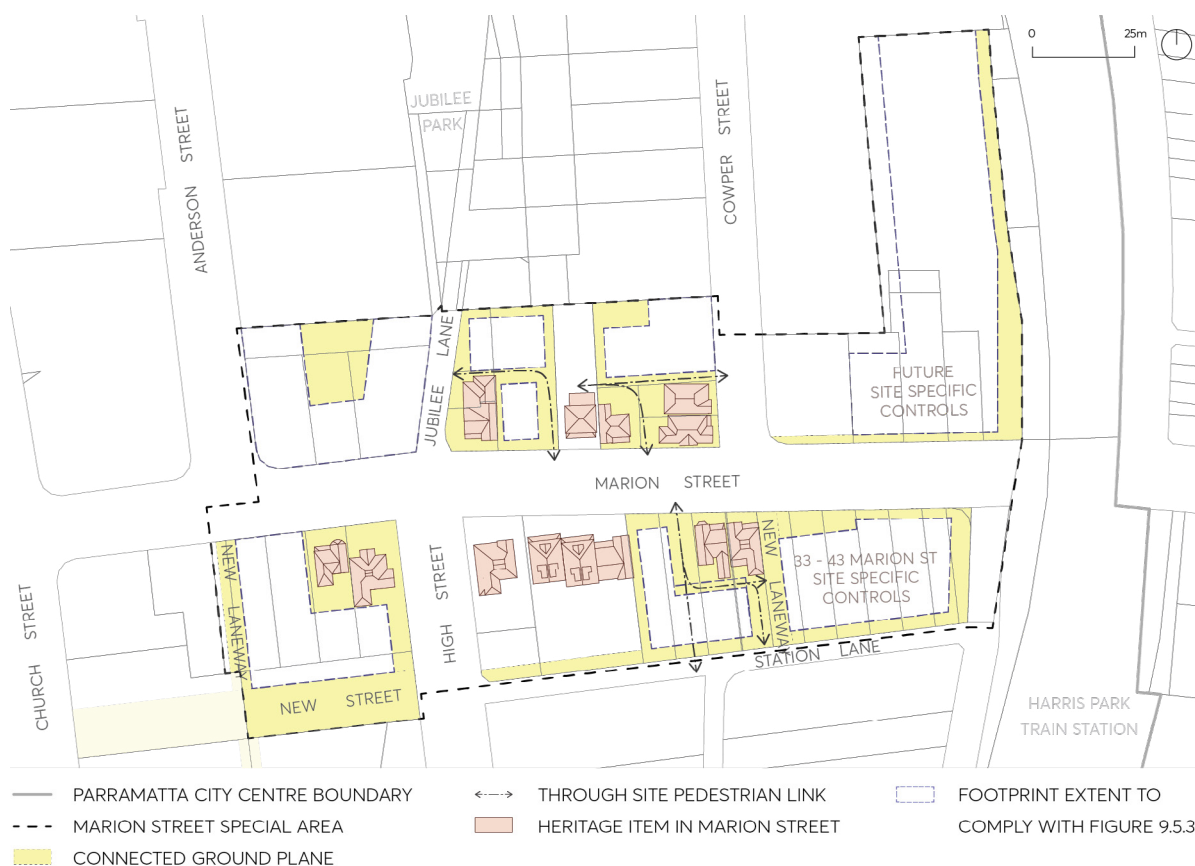 0 25m
JUBILEE
PARK
ANDERSON STREET
COWPER STREET
JUBILEE LANE
FUTURE
SITE SPECIFIC
CONTROLS
MARION STREET
CHURCH STREET
NEW LANEWAY
HIGH STREET
NEW LANEWAY
33 - 43 MARION ST
SITE SPECIFIC
CONTROLS
STATION LANE
NEW STREET
HARRIS PARK
TRAIN STATION
PARRAMATTA CITY CENTRE BOUNDARY
MARION STREET SPECIAL AREA
CONNECTED GROUND PLANE
THROUGH SITE PEDESTRIAN LINK
HERITAGE ITEM IN MARION STREET
FOOTPRINT EXTENT TO
COMPLY WITH FIGURE 9.5.3